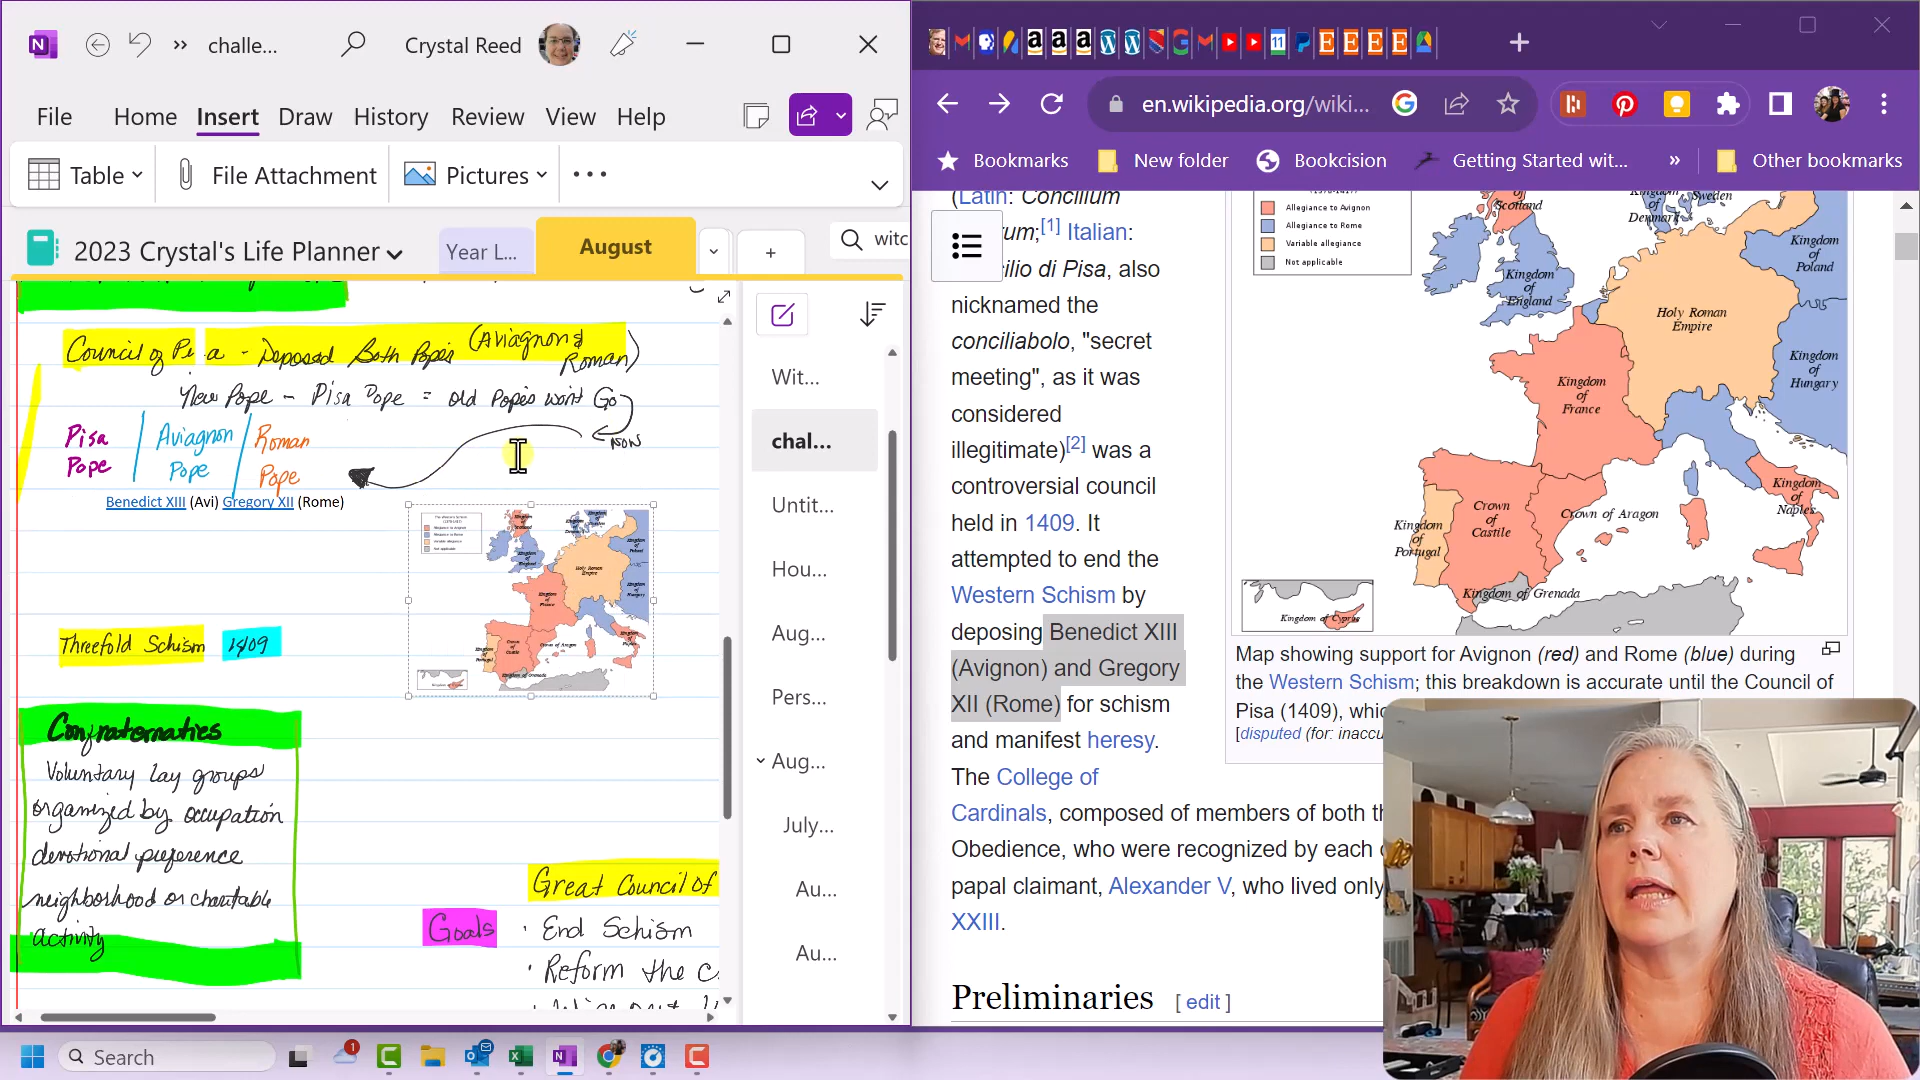 challe...
Crystal Reed
File Home Insert Draw History Review View Help
Table
File Attachment
Pictures
2023 Crystal's Life Planner
Year L...
August
witc
Council of Pi a - Deposed Both Popes (Aviagnon &
Roman)
New Pope - Pisa Pope = old Popes won't Go
now
Pisa
Pope
Aviagnon
Pope
Roman
Pope
Benedict XIII (Avi) Gregory XII (Rome)
Threefold Schism 1409
Confraternaties
Voluntary lay groups
organized by occupation
devotional preference
neighborhood or charitable
activity
Great Council of
Goals
· End Schism
· Reform the c
Wit...
chal...
Untit...
Hou...
Aug...
Pers...
Aug...
July...
Au...
Au...
Search
1
en.wikipedia.org/wiki...
11
Bookmarks
New folder
Bookcision
Getting Started wit...
»
Other bookmarks
(Latin: Concilium
um;[1] Italian:
cilio di Pisa, also
nicknamed the
conciliabolo, "secret
meeting", as it was
considered
illegitimate)[2] was a
controversial council
held in 1409. It
attempted to end the
Western Schism by
deposing Benedict XIII
(Avignon) and Gregory
XII (Rome) for schism
and manifest heresy.
The College of
Cardinals, composed of members of both th
Obedience, who were recognized by each o
papal claimant, Alexander V, who lived only
XXIII.
Preliminaries [ edit ]
Allegiance to Avignon
Allegiance to Rome
Variable allegiance
Not applicable
Scotland
Sweden
Kingdom
of
England
Kingdom
of
Poland
Holy Roman
Empire
Kingdom
of
Hungary
Kingdom
of
France
Kingdom
of
Naples
Kingdom
of
Portugal
Crown
of
Castile
Crown of Aragon
Kingdom of Grenada
Kingdom of Cyprus
Map showing support for Avignon (red) and Rome (blue) during
the Western Schism; this breakdown is accurate until the Council of
Pisa (1409), whic
[disputed (for: inaccu